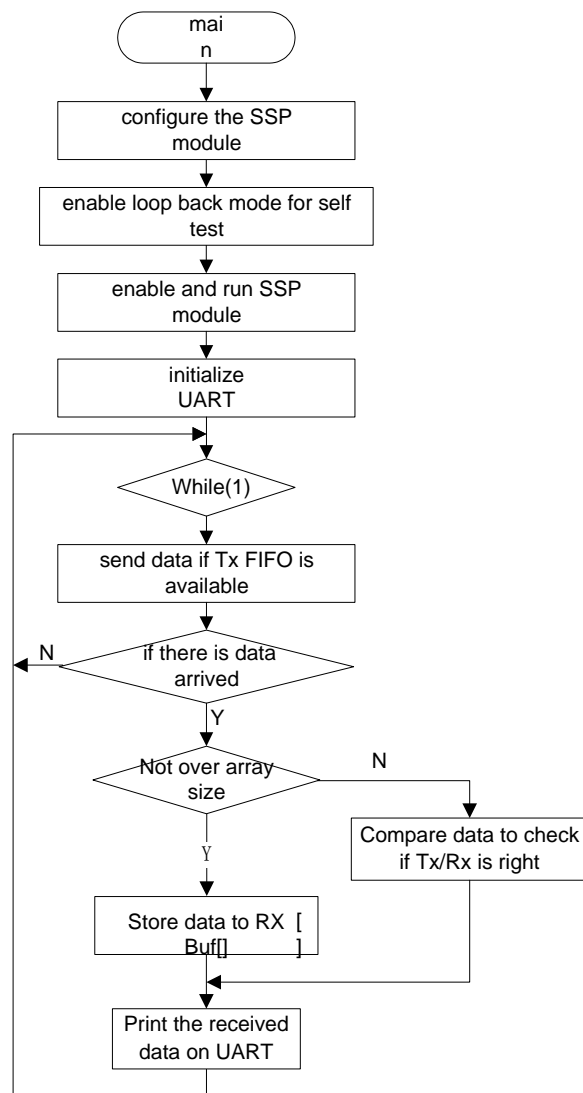 mai
n
configure the SSP
module
enable loop back mode for self
test
enable and run SSP
module
initialize
UART
While(1)
send data if Tx FIFO is
available
N
if there is data
arrived
Y
Not over array
size
N
Compare data to check
if Tx/Rx is right
Y
Store data to RX [
Buf[] ]
Print the received
data on UART